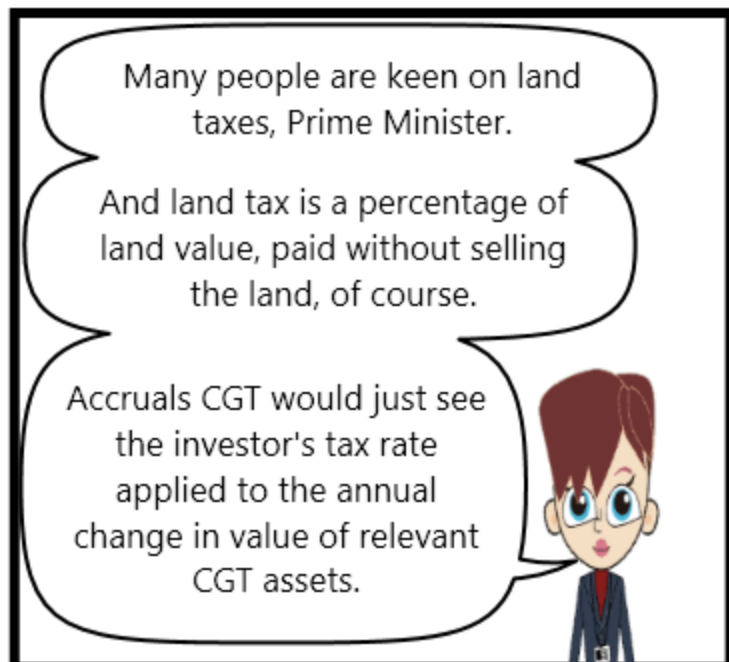 Many people are keen on land
taxes, Prime Minister.
And land tax is a percentage of
land value, paid without selling
the land, of course.
Accruals CGT would just see
the investor's tax rate
applied to the annual
change in value of relevant
CGT assets.